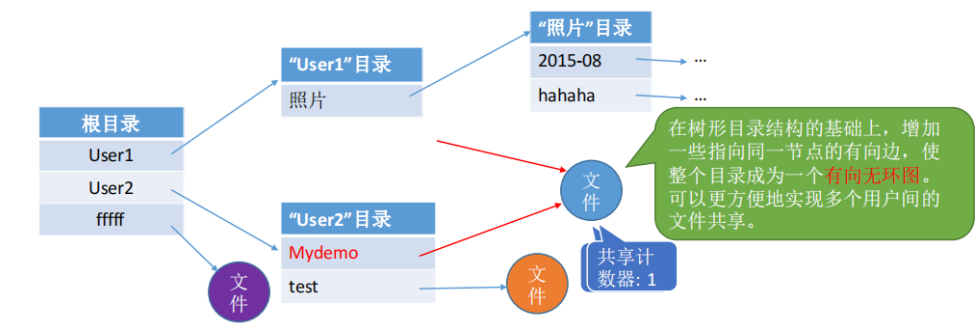 “照片”目录
2015-08
...
hahaha
...
“User1”目录
照片
根目录
User1
User2
fffff
文
件
“User2”目录
Mydemo
test
文
件
文
件
共享计
数器: 1
在树形目录结构的基础上，增加
一些指向同一节点的有向边，使
整个目录成为一个有向无环图。
可以更方便地实现多个用户间的
文件共享。